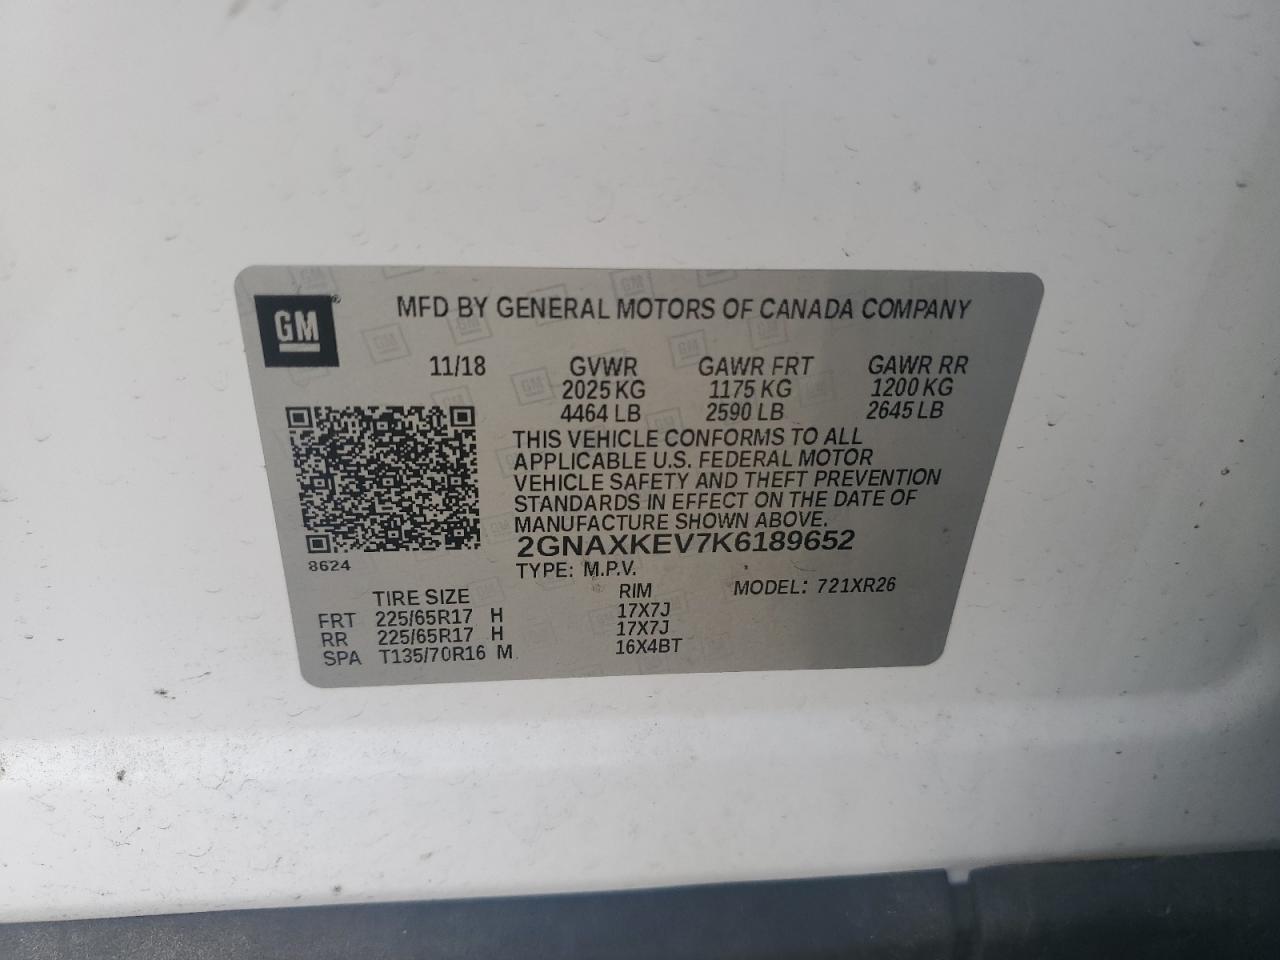 GM
MFD BY GENERAL MOTORS OF CANADA COMPANY
11/18 GVWR GAWR FRT GAWR RR
2025 KG 1175 KG 1200 KG
4464 LB 2590 LB 2645 LB
THIS VEHICLE CONFORMS TO ALL
APPLICABLE U.S. FEDERAL MOTOR
VEHICLE SAFETY AND THEFT PREVENTION
STANDARDS IN EFFECT ON THE DATE OF
MANUFACTURE SHOWN ABOVE.
2GNAXKEV7K6189652
8624
TYPE: M.P.V.
TIRE SIZE RIM MODEL: 721XR26
FRT 225/65R17 H 17X7J
RR 225/65R17 H 17X7J
SPA T135/70R16 M 16X4BT